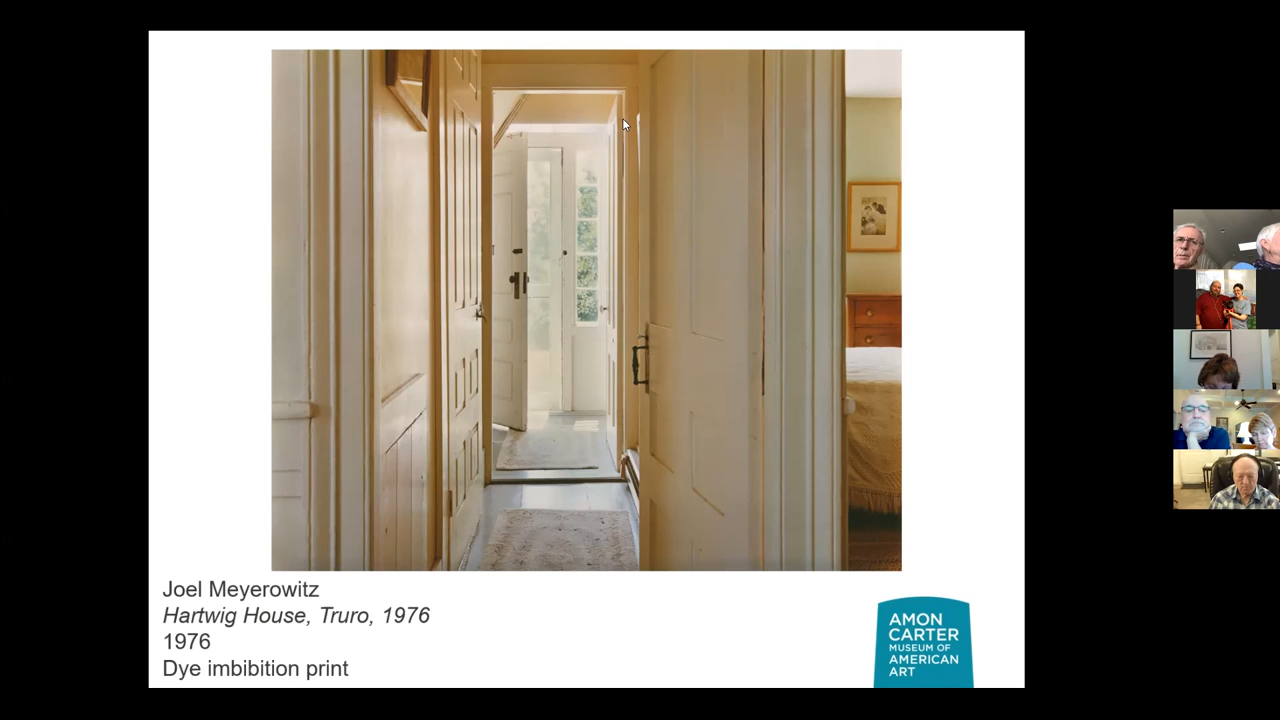 Joel Meyerowitz
Hartwig House, Truro, 1976
1976
Dye imbibition print
AMON
CARTER
MUSEUM OF
AMERICAN
ART